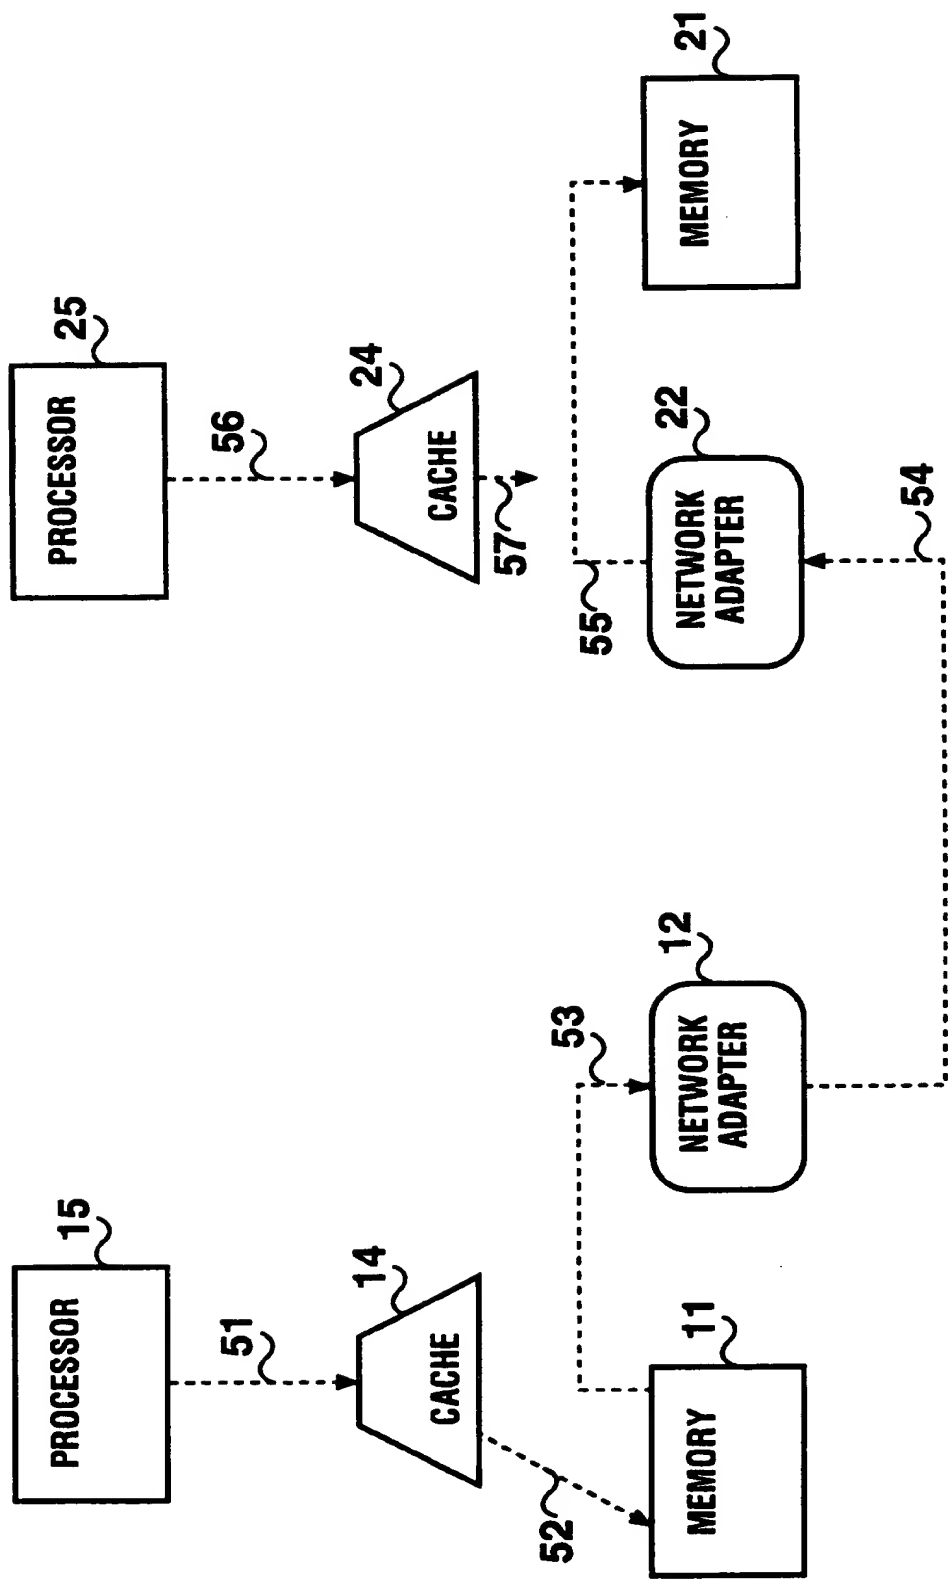 15
PROCESSOR
51
14
CACHE
52
11
MEMORY
53
12
NETWORK
ADAPTER
25
PROCESSOR
56
24
CACHE
57
55
22
NETWORK
ADAPTER
54
21
MEMORY